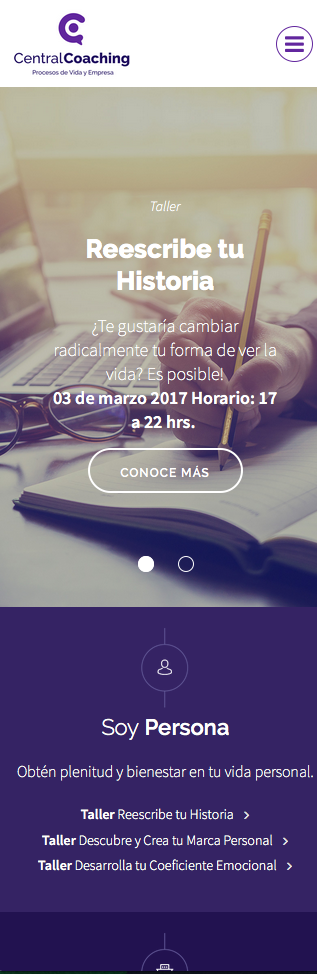 CentralCoaching
Procesos de Vida y Empresa
Taller
Reescribe tu
Historia
¿Te gustaría cambiar
radicalmente tu forma de ver la
vida? Es posible!
03 de marzo 2017 Horario: 17
a 22 hrs.
CONOCE MÁS
Soy Persona
Obtén plenitud y bienestar en tu vida personal.
Taller Reescribe tu Historia
Taller Descubre y Crea tu Marca Personal
Taller Desarrolla tu Coeficiente Emocional